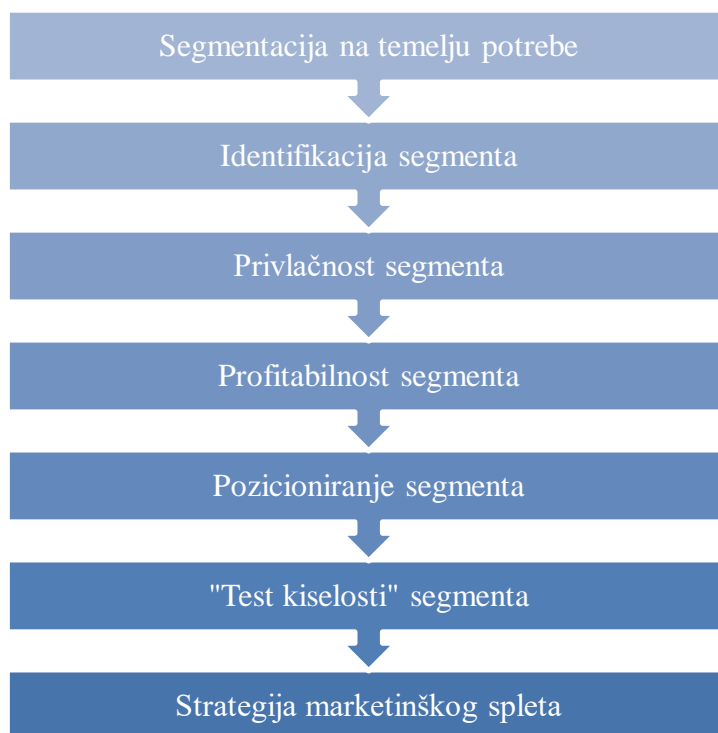 Segmentacija na temelju potrebe
Identifikacija segmenta
Privlačnost segmenta
Profitabilnost segmenta
Pozicioniranje segmenta
"Test kiselosti" segmenta
Strategija marketinškog spleta